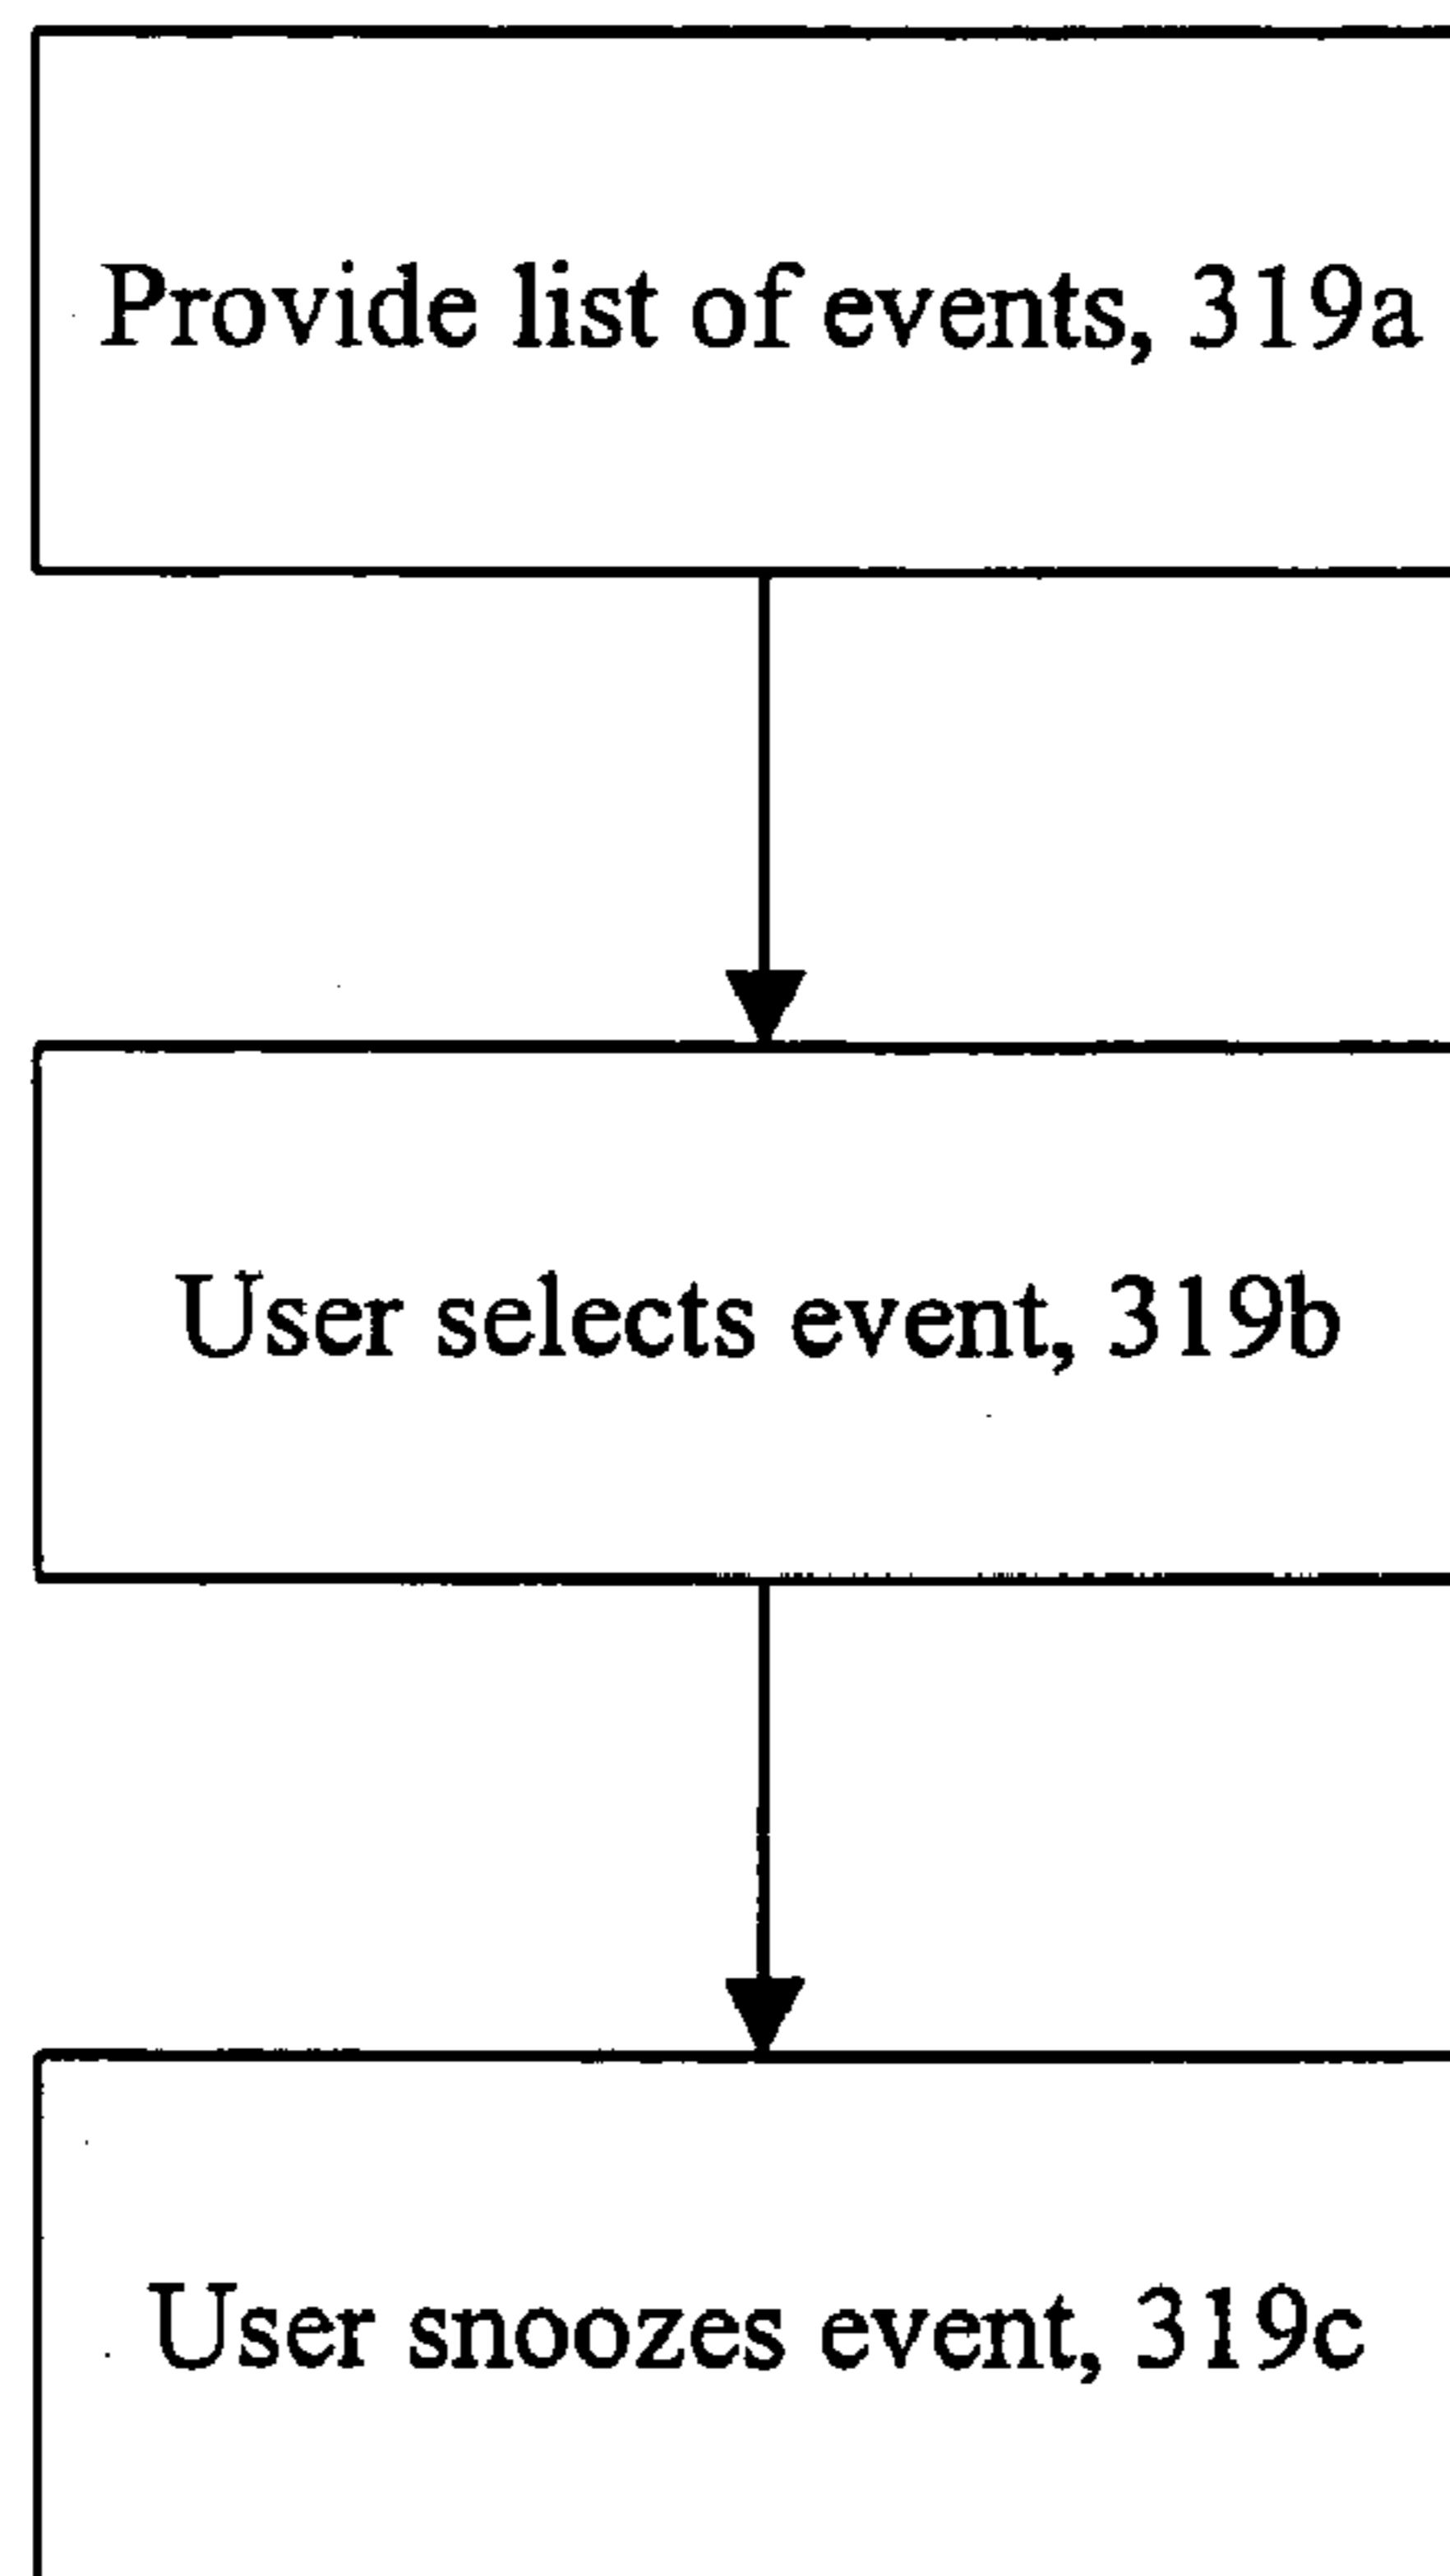 Provide list of events, 319a
User selects event, 319b
User snoozes event, 319c